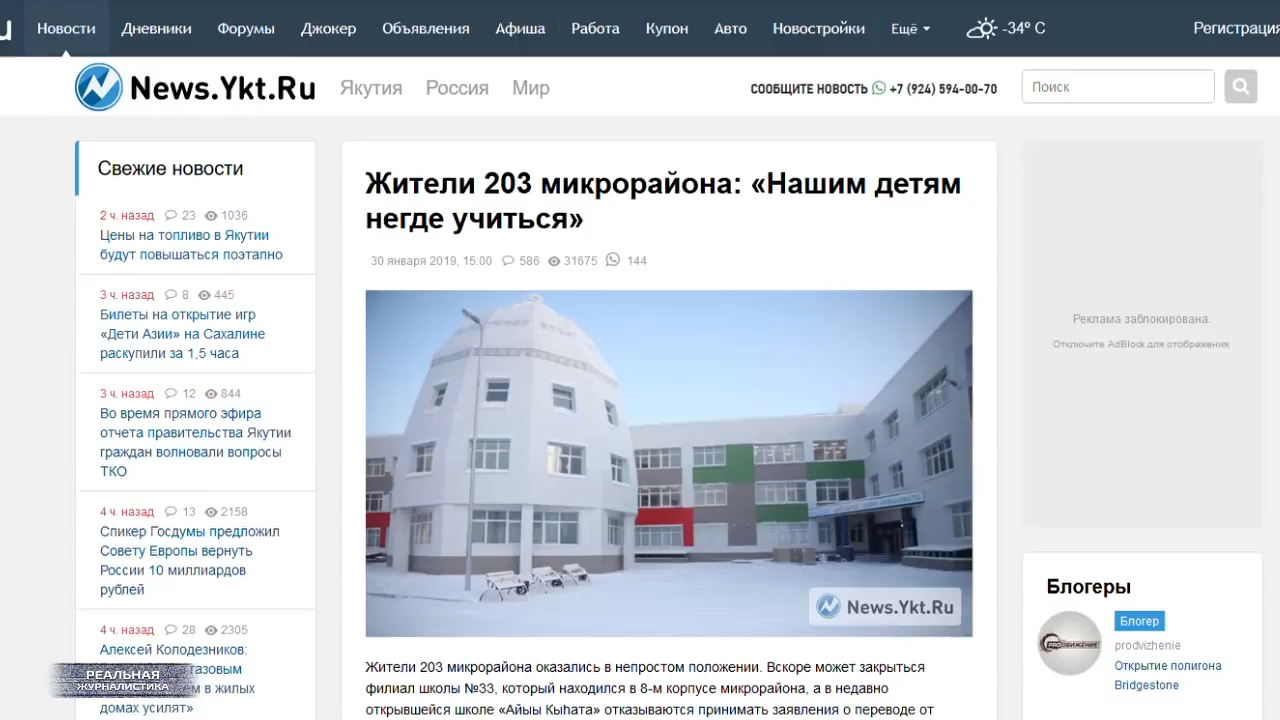 u
Новости Дневники Форумы Джокер Объявления Афиша Работа Купон Авто Новостройки Ещё -34° C Регистрация
News.Ykt.Ru Якутия Россия Мир СООБЩИТЕ НОВОСТЬ +7 (924) 594-00-70 Поиск
Свежие новости
2 ч. назад 23 1036
Цены на топливо в Якутии
будут повышаться поэтапно
3 ч. назад 8 445
Билеты на открытие игр
«Дети Азии» на Сахалине
раскупили за 1,5 часа
3 ч. назад 12 844
Во время прямого эфира
отчета правительства Якутии
граждан волновали вопросы
ТКО
4 ч. назад 13 2158
Спикер Госдумы предложил
Совету Европы вернуть
России 10 миллиардов
рублей
4 ч. назад 28 2305
Алексей Колодезников:
газовым
м в жилых
домах усилят»
РЕАЛЬНАЯ
ЖУРНАЛИСТИКА
Жители 203 микрорайона: «Нашим детям
негде учиться»
30 января 2019, 15:00 586 31675 144
News.Ykt.Ru
Жители 203 микрорайона оказались в непростом положении. Вскоре может закрыться
филиал школы №33, который находился в 8-м корпусе микрорайона, а в недавно
открывшейся школе «Айыы Кыһата» отказываются принимать заявления о переводе от
Реклама заблокирована.
Отключите AdBlock для отображения
Блогеры
Блогер
prodvizhenie
Открытие полигона
Bridgestone
PROДВИЖЕНИЕ